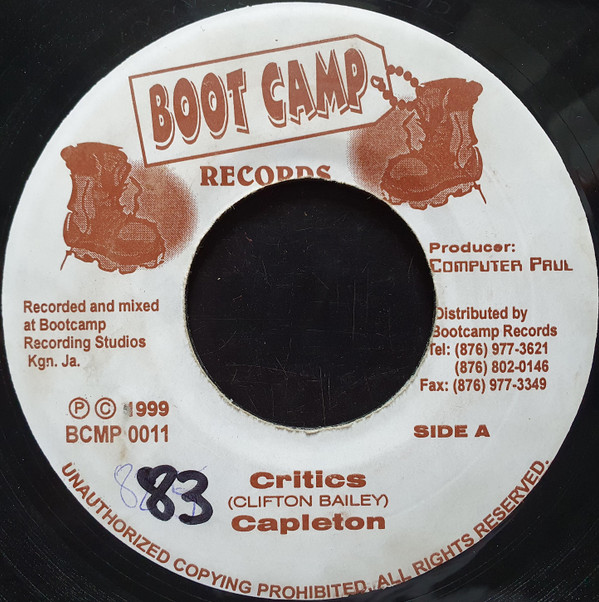 BOOT CAMP
RECORDS
Producer:
COMPUTER PAUL
Recorded and mixed
at Bootcamp
Recording Studios
Kgn. Ja.
Distributed by
Bootcamp Records
Tel: (876) 977-3621
(876) 802-0146
Fax: (876) 977-3349
Ⓟ © 1999
BCMP 0011
SIDE A
83
Critics
(CLIFTON BAILEY)
Capleton
UNAUTHORIZED COPYING PROHIBITED. ALL RIGHTS RESERVED.